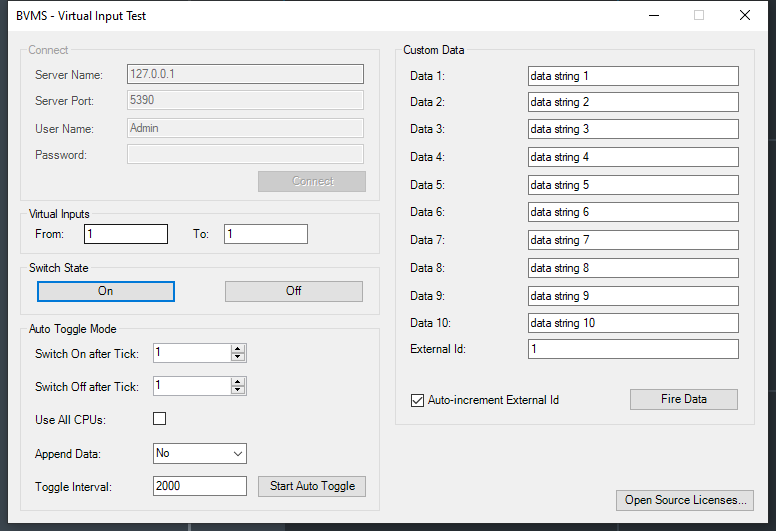 BVMS - Virtual Input Test
Connect
Server Name: 127.0.0.1
Server Port: 5390
User Name: Admin
Password:
Connect
Virtual Inputs
From: 1 To: 1
Switch State
On Off
Auto Toggle Mode
Switch On after Tick: 1
Switch Off after Tick: 1
Use All CPUs:
Append Data: No
Toggle Interval: 2000 Start Auto Toggle
Custom Data
Data 1: data string 1
Data 2: data string 2
Data 3: data string 3
Data 4: data string 4
Data 5: data string 5
Data 6: data string 6
Data 7: data string 7
Data 8: data string 8
Data 9: data string 9
Data 10: data string 10
External Id: 1
Auto-increment External Id Fire Data
Open Source Licenses...